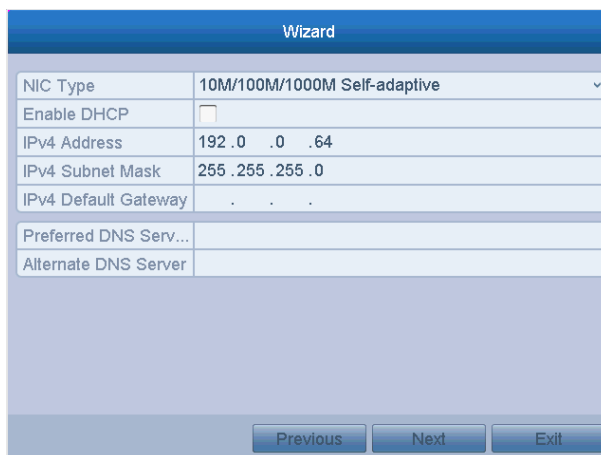 Wizard
NIC Type 10M/100M/1000M Self-adaptive
Enable DHCP
IPv4 Address 192 .0 .0 .64
IPv4 Subnet Mask 255 .255 .255 .0
IPv4 Default Gateway . . .
Preferred DNS Serv...
Alternate DNS Server
Previous Next Exit